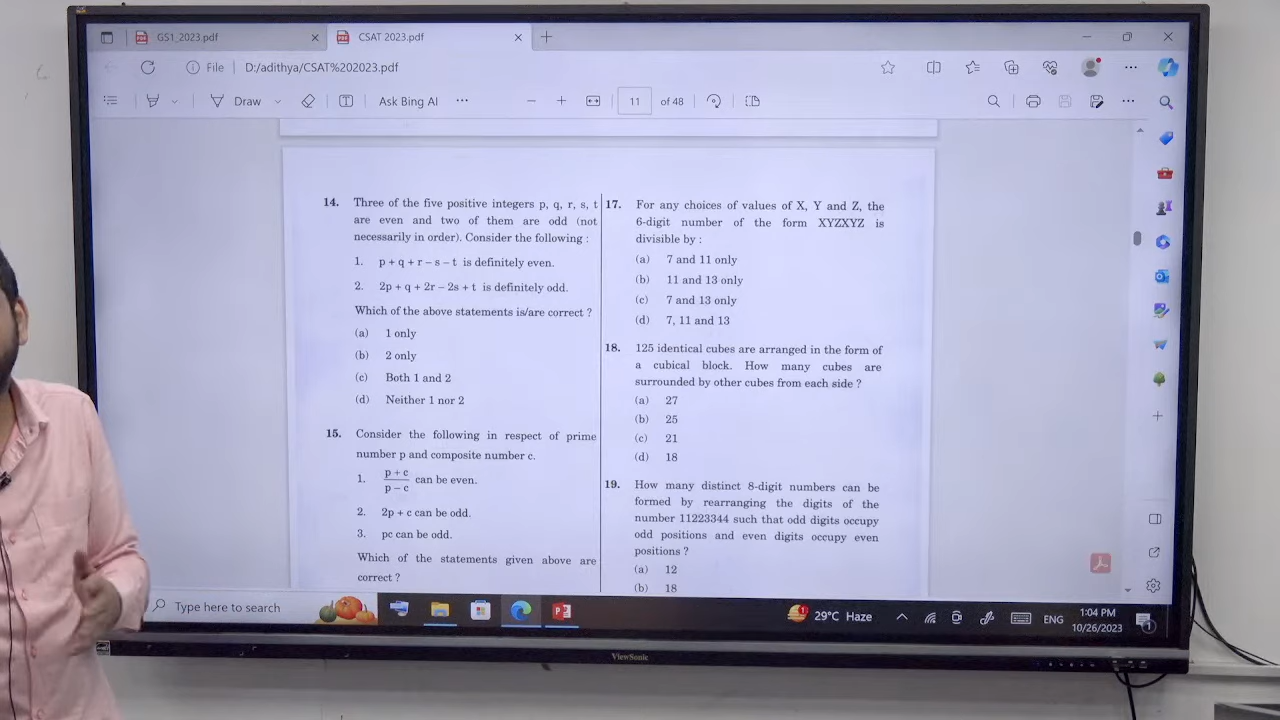 GS1_2023.pdf
CSAT 2023.pdf
File D:/adithya/CSAT%202023.pdf
Draw Ask Bing AI 11 of 48
14. Three of the five positive integers p, q, r, s, t
are even and two of them are odd (not
necessarily in order). Consider the following :
1. p + q + r – s – t is definitely even.
2. 2p + q + 2r – 2s + t is definitely odd.
Which of the above statements is/are correct ?
(a) 1 only
(b) 2 only
(c) Both 1 and 2
(d) Neither 1 nor 2
15. Consider the following in respect of prime
number p and composite number c.
1. p + c
p – c can be even.
2. 2p + c can be odd.
3. pc can be odd.
Which of the statements given above are
correct ?
17. For any choices of values of X, Y and Z, the
6-digit number of the form XYZXYZ is
divisible by :
(a) 7 and 11 only
(b) 11 and 13 only
(c) 7 and 13 only
(d) 7, 11 and 13
18. 125 identical cubes are arranged in the form of
a cubical block. How many cubes are
surrounded by other cubes from each side ?
(a) 27
(b) 25
(c) 21
(d) 18
19. How many distinct 8-digit numbers can be
formed by rearranging the digits of the
number 11223344 such that odd digits occupy
odd positions and even digits occupy even
positions ?
(a) 12
(b) 18
Type here to search
29°C Haze
ENG
1:04 PM
10/26/2023
ViewSonic